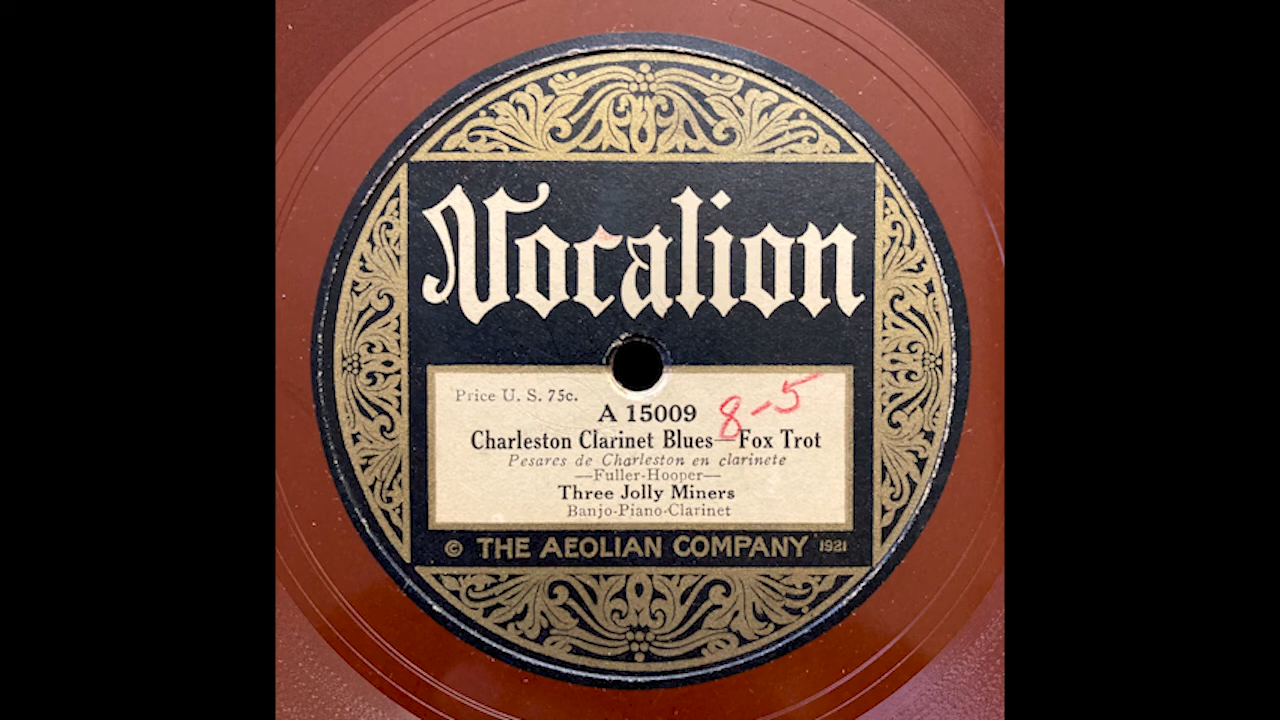 Vocalion
Price U. S. 75c.
A 15009
8-5
Charleston Clarinet Blues—Fox Trot
Pesares de Charleston en clarinete
—Fuller-Hooper—
Three Jolly Miners
Banjo-Piano-Clarinet
© THE AEOLIAN COMPANY 1921